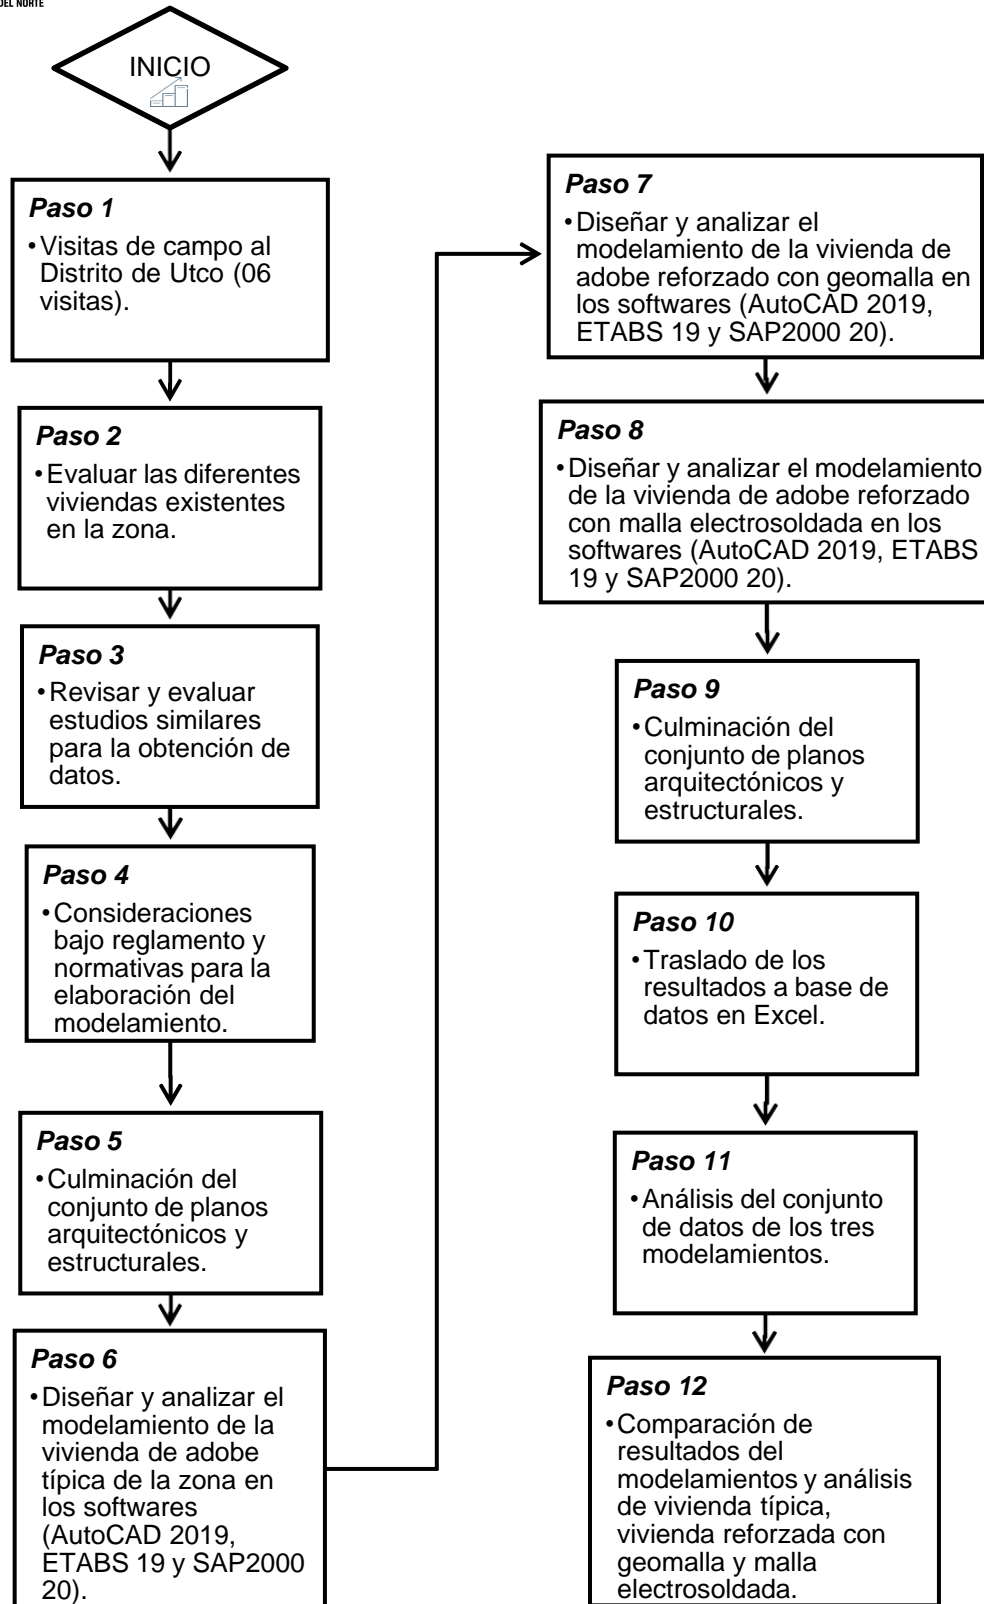 DEL NORTE
INICIO
Paso 1
•Visitas de campo al
Distrito de Utco (06
visitas).
Paso 2
•Evaluar las diferentes
viviendas existentes
en la zona.
Paso 3
•Revisar y evaluar
estudios similares
para la obtención de
datos.
Paso 4
•Consideraciones
bajo reglamento y
normativas para la
elaboración del
modelamiento.
Paso 5
•Culminación del
conjunto de planos
arquitectónicos y
estructurales.
Paso 6
•Diseñar y analizar el
modelamiento de la
vivienda de adobe
típica de la zona en
los softwares
(AutoCAD 2019,
ETABS 19 y SAP2000
20).
Paso 7
•Diseñar y analizar el
modelamiento de la vivienda de
adobe reforzado con geomalla en
los softwares (AutoCAD 2019,
ETABS 19 y SAP2000 20).
Paso 8
•Diseñar y analizar el modelamiento
de la vivienda de adobe reforzado
con malla electrosoldada en los
softwares (AutoCAD 2019, ETABS
19 y SAP2000 20).
Paso 9
•Culminación del
conjunto de planos
arquitectónicos y
estructurales.
Paso 10
•Traslado de los
resultados a base de
datos en Excel.
Paso 11
•Análisis del conjunto
de datos de los tres
modelamientos.
Paso 12
•Comparación de
resultados del
modelamientos y análisis
de vivienda típica,
vivienda reforzada con
geomalla y malla
electrosoldada.